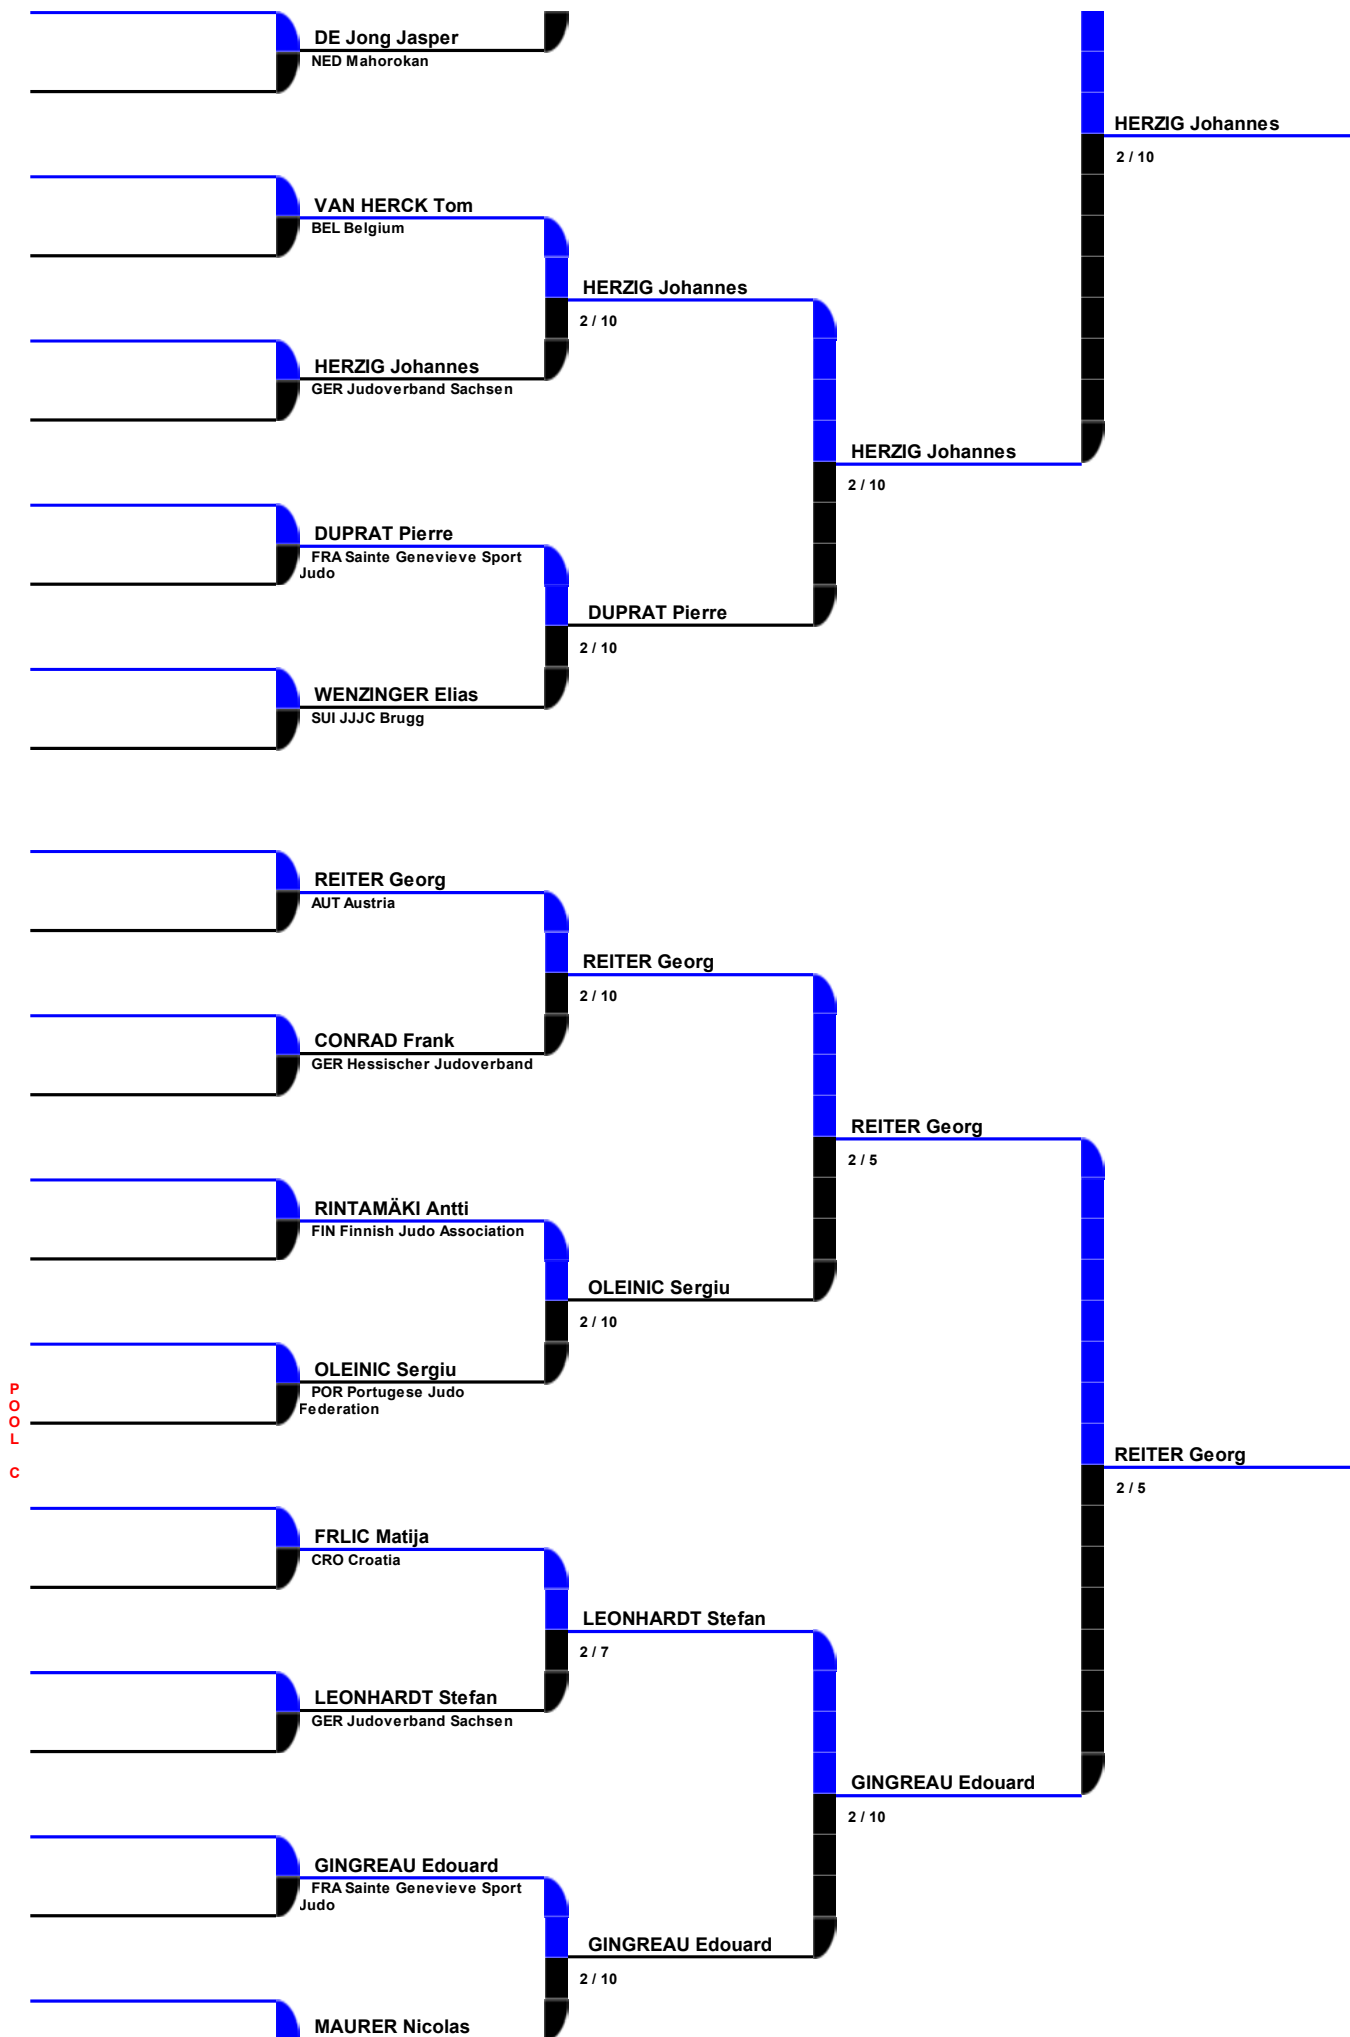 DE Jong Jasper
NED Mahorokan
HERZIG Johannes
2 / 10
VAN HERCK Tom
BEL Belgium
HERZIG Johannes
2 / 10
HERZIG Johannes
GER Judoverband Sachsen
HERZIG Johannes
2 / 10
DUPRAT Pierre
FRA Sainte Genevieve Sport
Judo
DUPRAT Pierre
2 / 10
WENZINGER Elias
SUI JJJC Brugg
REITER Georg
AUT Austria
REITER Georg
2 / 10
CONRAD Frank
GER Hessischer Judoverband
REITER Georg
2 / 5
RINTAMÄKI Antti
FIN Finnish Judo Association
OLEINIC Sergiu
2 / 10
OLEINIC Sergiu
POR Portugese Judo
Federation
POOL C
REITER Georg
2 / 5
FRLIC Matija
CRO Croatia
LEONHARDT Stefan
2 / 7
LEONHARDT Stefan
GER Judoverband Sachsen
GINGREAU Edouard
2 / 10
GINGREAU Edouard
FRA Sainte Genevieve Sport
Judo
GINGREAU Edouard
2 / 10
MAURER Nicolas